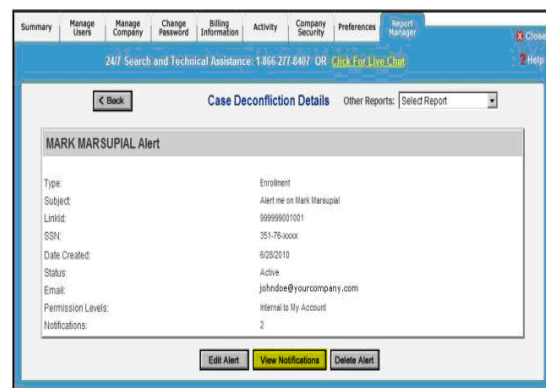 Summary Manage Users Manage Company Change Password Billing Information Activity Company Security Preferences Report Manager
X Close
24/7 Search and Technical Assistance: 1-866-277-8407 OR Click For Live Chat
? Help
< Back Case Deconfliction Details Other Reports: Select Report
MARK MARSUPIAL Alert
Type: Enrollment
Subject: Alert me on Mark Marsupial
LinkId: 999999001001
SSN: 351-76-xxxx
Date Created: 6/28/2010
Status: Active
Email: johndoe@yourcompany.com
Permission Levels: Internal to My Account
Notifications: 2
Edit Alert View Notifications Delete Alert